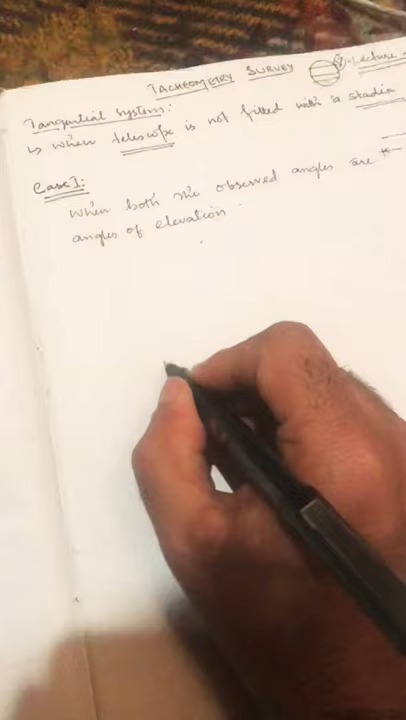 TACHEOMETRY SURVEY
Lecture
Tangential System:
↳ When telescope is not fitted with a stadia
Case I:
When both the observed angles are
angles of elevation